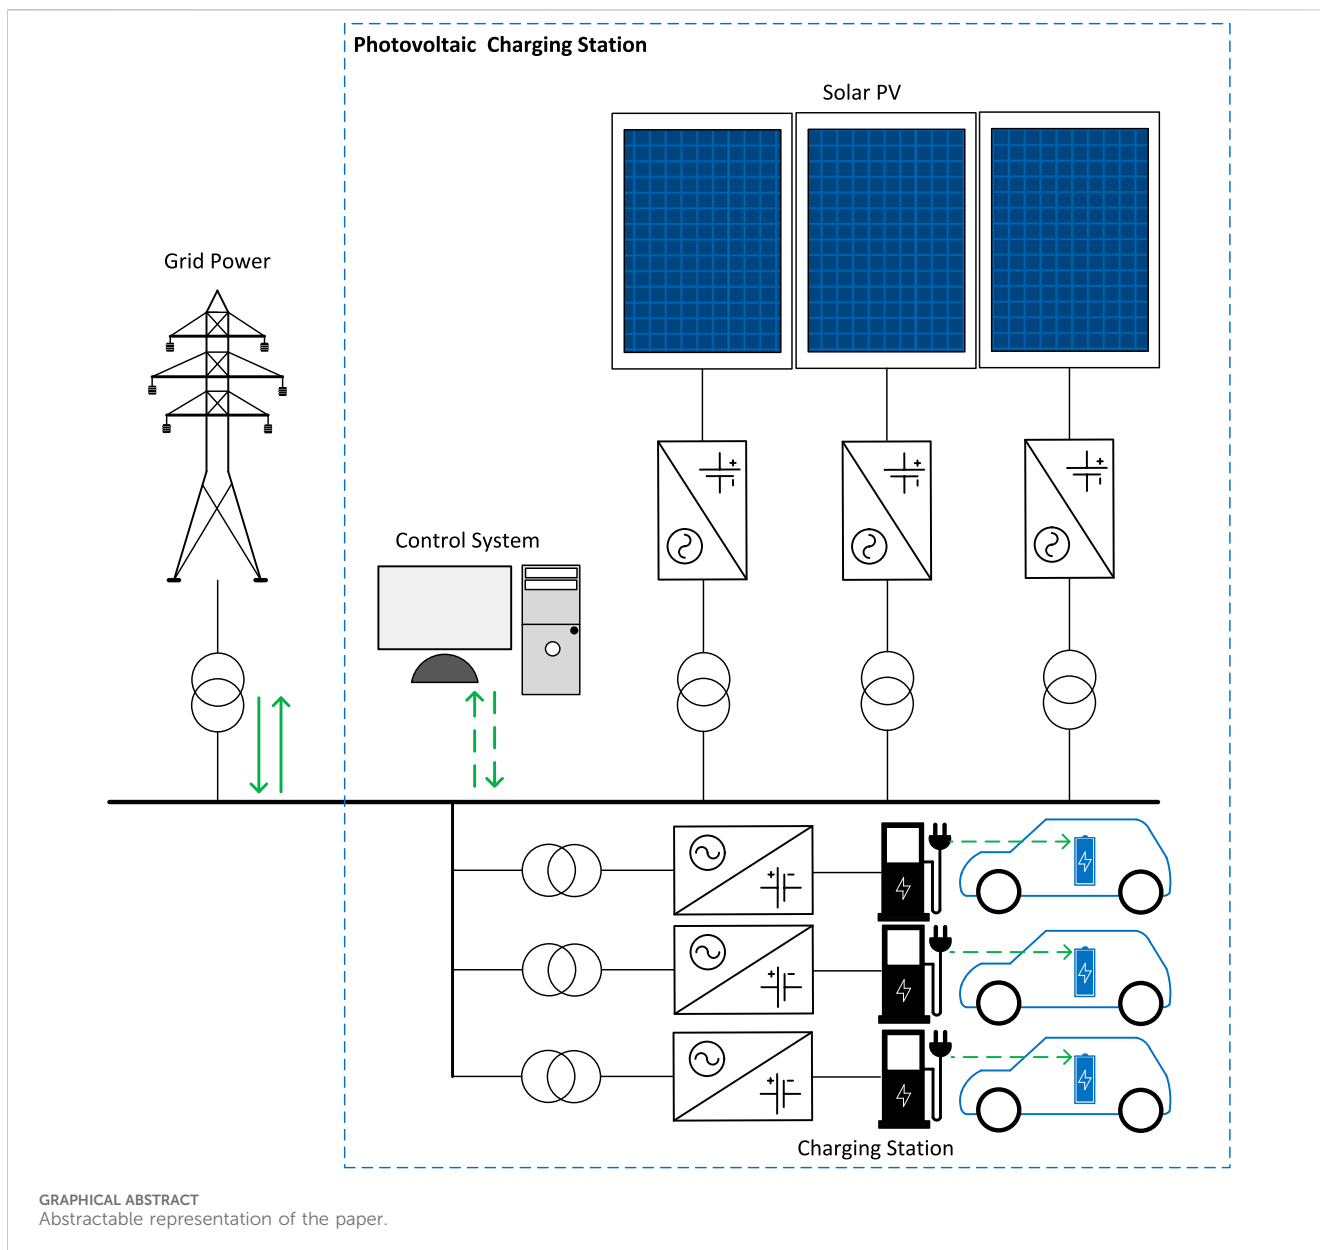 Photovoltaic Charging Station
Solar PV
Grid Power
Control System
Charging Station
GRAPHICAL ABSTRACT
Abstractable representation of the paper.